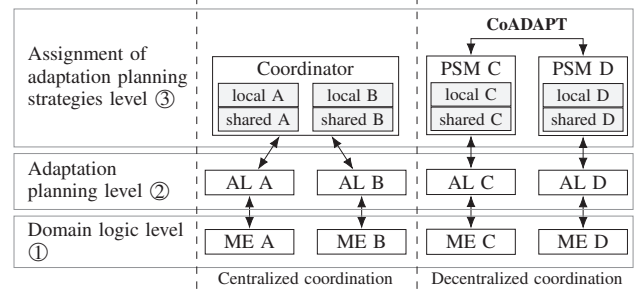 CoADAPT
Assignment of
adaptation planning
strategies level ③
Coordinator
local A
shared A
local B
shared B
PSM C
local C
shared C
PSM D
local D
shared D
Adaptation
planning level ②
AL A
AL B
AL C
AL D
Domain logic level
①
ME A
ME B
ME C
ME D
Centralized coordination
Decentralized coordination